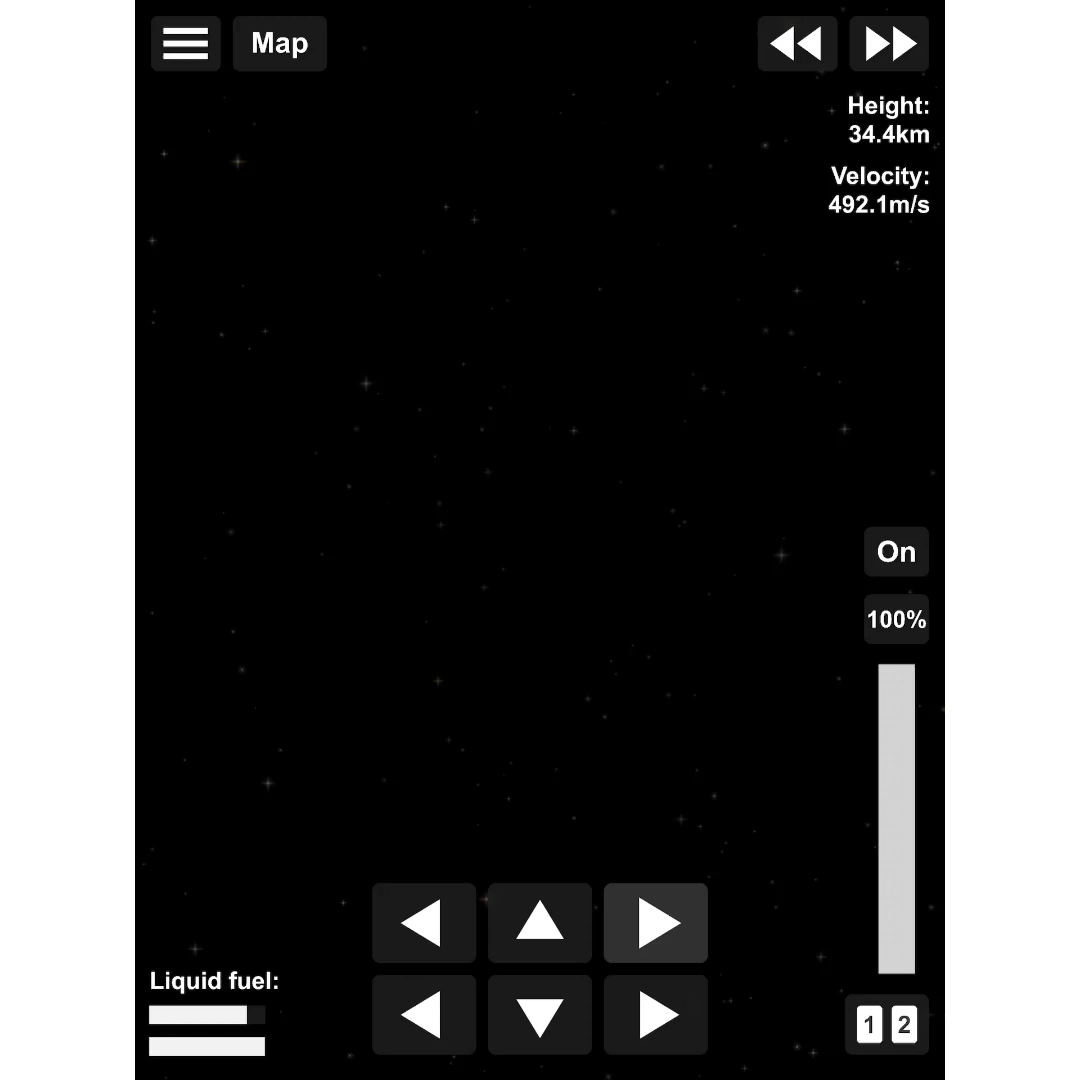 Map
Height:
34.4km
Velocity:
492.1m/s
On
100%
Liquid fuel:
1 2